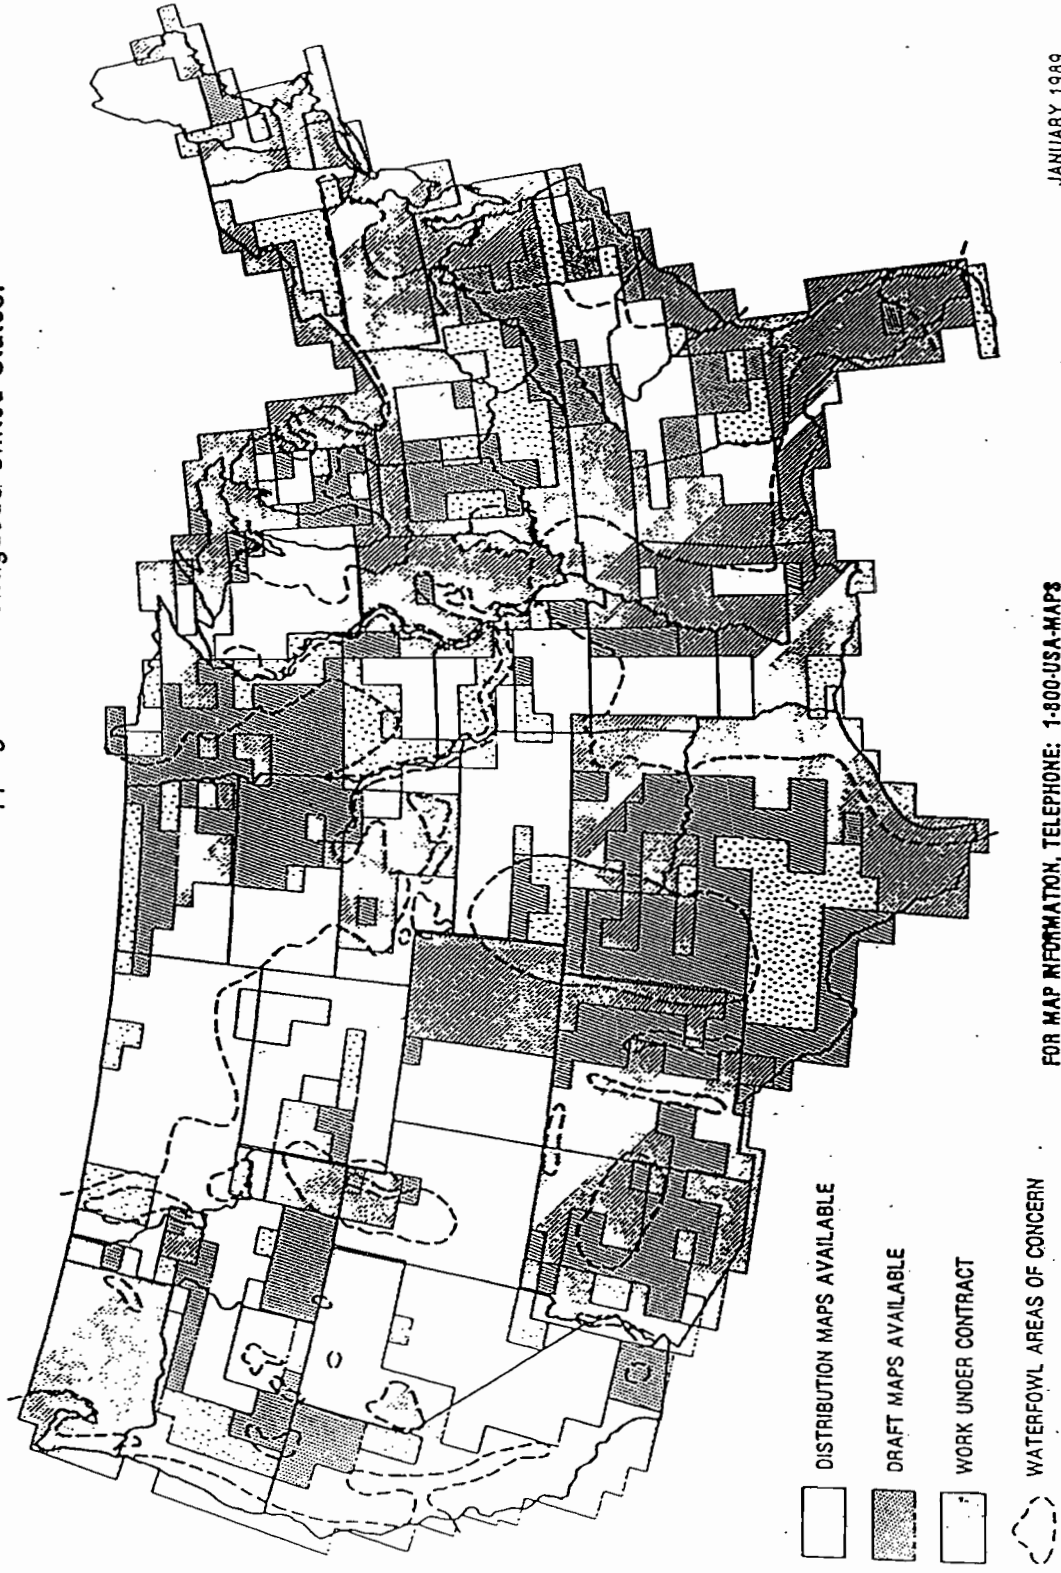 DISTRIBUTION MAPS AVAILABLE
DRAFT MAPS AVAILABLE
WORK UNDER CONTRACT
WATERFOWL AREAS OF CONCERN
FOR MAP INFORMATION, TELEPHONE: 1-800-USA-MAPS
JANUARY 1989